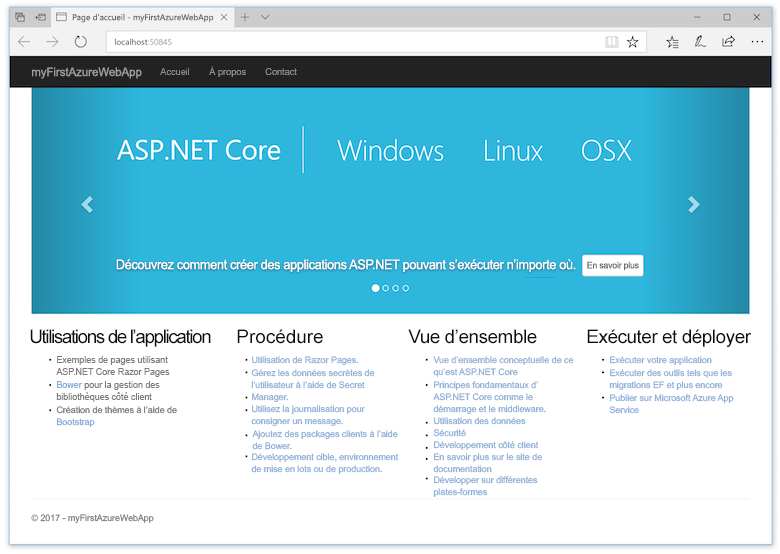 Page d'accueil - myFirstAzureWebApp
localhost:50845
myFirstAzureWebApp Accueil À propos Contact
ASP.NET Core Windows Linux OSX
Découvrez comment créer des applications ASP.NET pouvant s'exécuter n'importe où. En savoir plus
Utilisations de l'application
Exemples de pages utilisant
ASP.NET Core Razor Pages
Bower pour la gestion des
bibliothèques côté client
Création de thèmes à l'aide de
Bootstrap
Procédure
Utilisation de Razor Pages.
Gérez les données secrètes de
l'utilisateur à l'aide de Secret
Manager.
Utilisez la journalisation pour
consigner un message.
Ajoutez des packages clients à l'aide
de Bower.
Développement cible, environnement
de mise en lots ou de production.
Vue d'ensemble
Vue d'ensemble conceptuelle de ce
qu'est ASP.NET Core
Principes fondamentaux d'
ASP.NET Core comme le
démarrage et le middleware.
Utilisation des données
Sécurité
Développement côté client
En savoir plus sur le site de
documentation
Développer sur différentes
plates-formes
Exécuter et déployer
Exécuter votre application
Exécuter des outils tels que les
migrations EF et plus encore
Publier sur Microsoft Azure App
Service
© 2017 - myFirstAzureWebApp